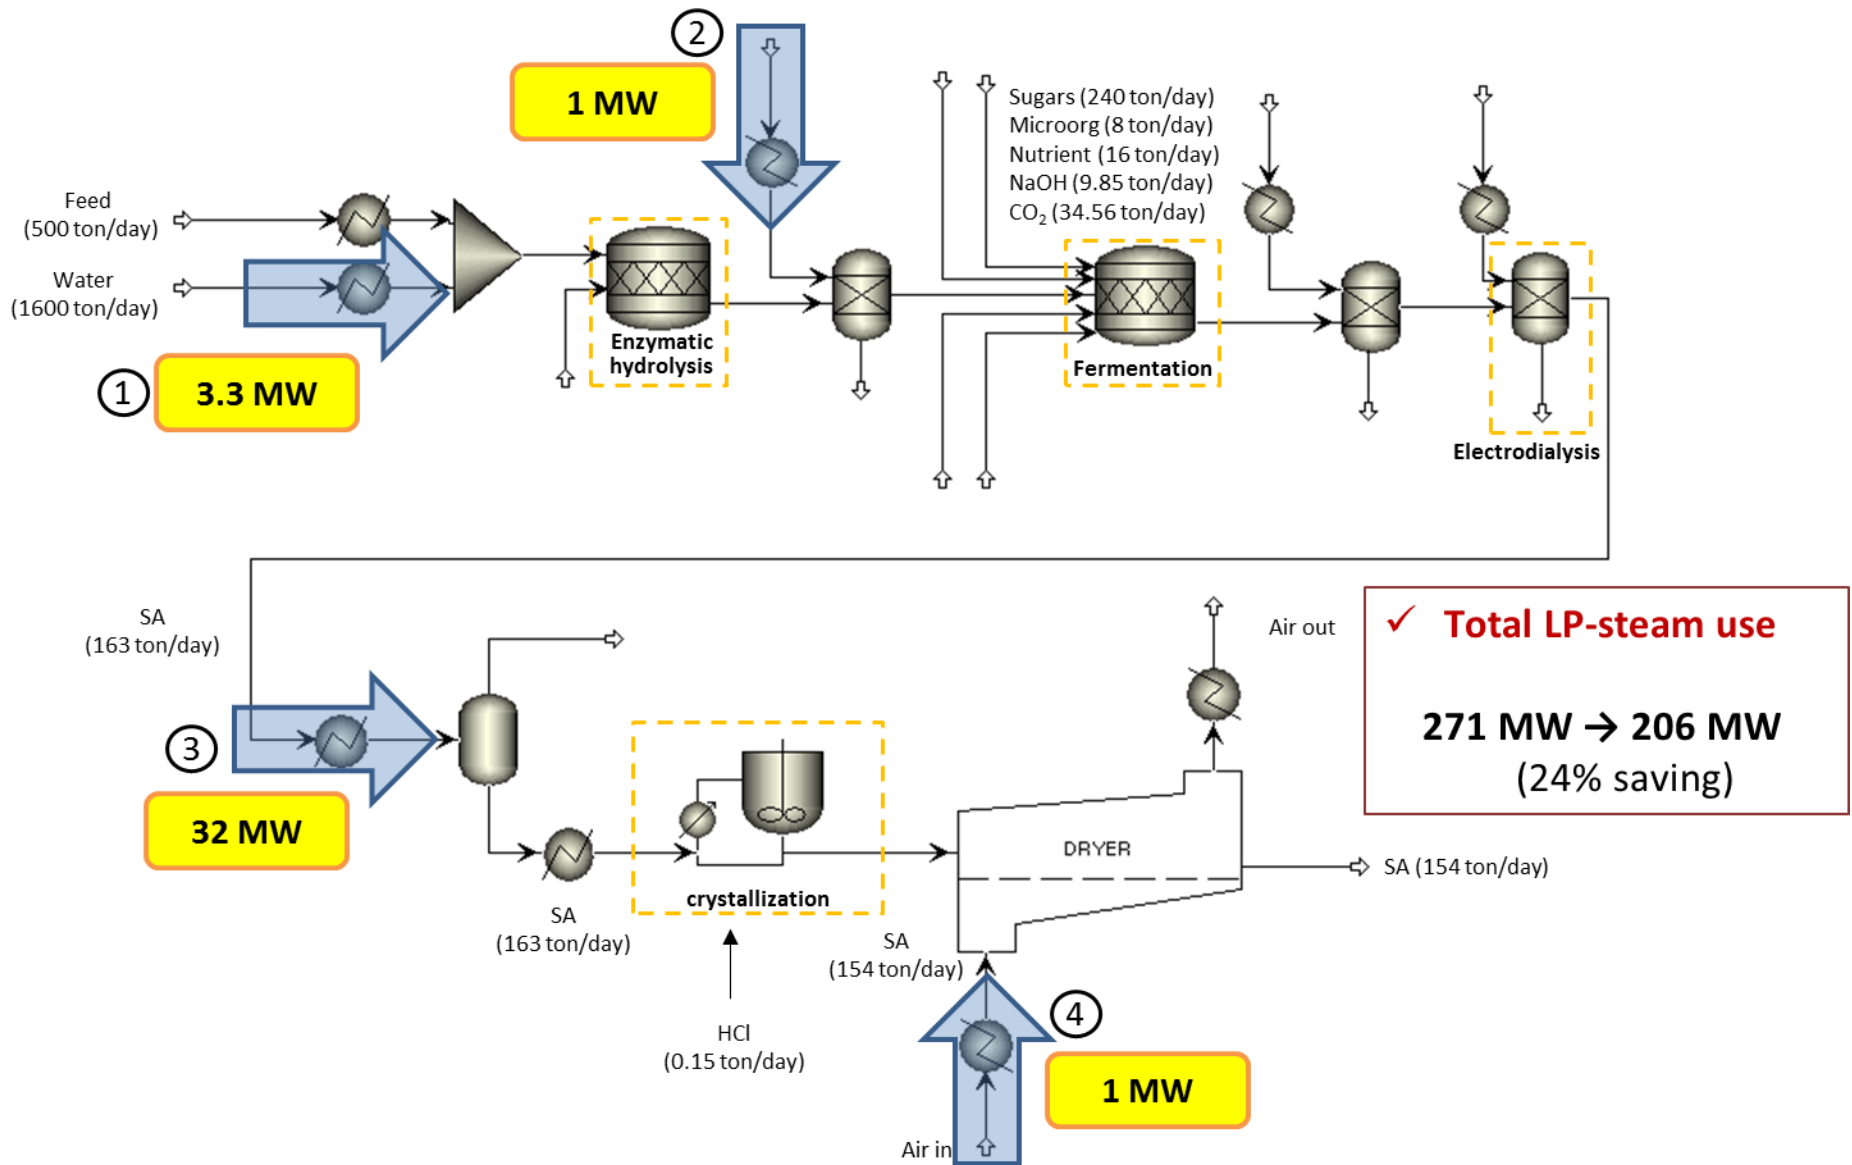 2
1 MW
Sugars (240 ton/day)
Microorg (8 ton/day)
Nutrient (16 ton/day)
NaOH (9.85 ton/day)
CO₂ (34.56 ton/day)
Feed
(500 ton/day)
Water
(1600 ton/day)
1
3.3 MW
Enzymatic
hydrolysis
Fermentation
Electrodialysis
SA
(163 ton/day)
3
32 MW
SA
(163 ton/day)
crystallization
HCl
(0.15 ton/day)
SA
(154 ton/day)
DRYER
Air out
SA (154 ton/day)
4
1 MW
Air in
✓ Total LP-steam use
271 MW → 206 MW
(24% saving)